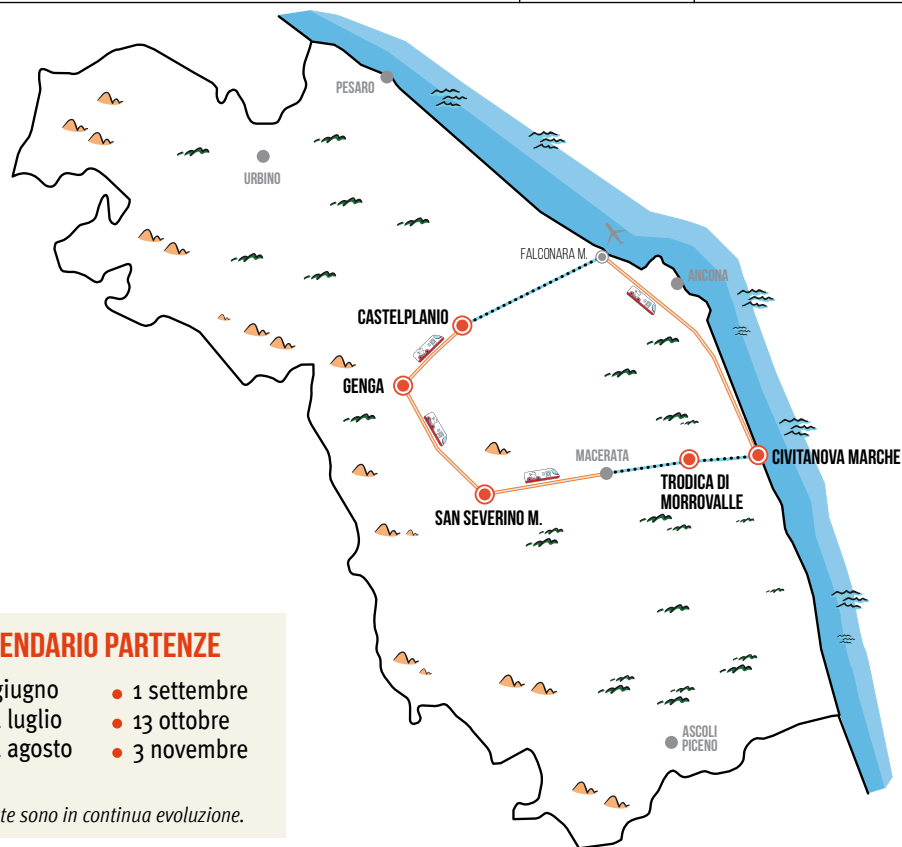 PESARO
URBINO
FALCONARA M.
ANCONA
CASTELPLANIO
GENGA
MACERATA
CIVITANOVA MARCHE
TRODICA DI
MORROVALLE
SAN SEVERINO M.
ENDARIO PARTENZE
giugno
luglio
agosto
• 1 settembre
• 13 ottobre
• 3 novembre
te sono in continua evoluzione.
ASCOLI
PICENO